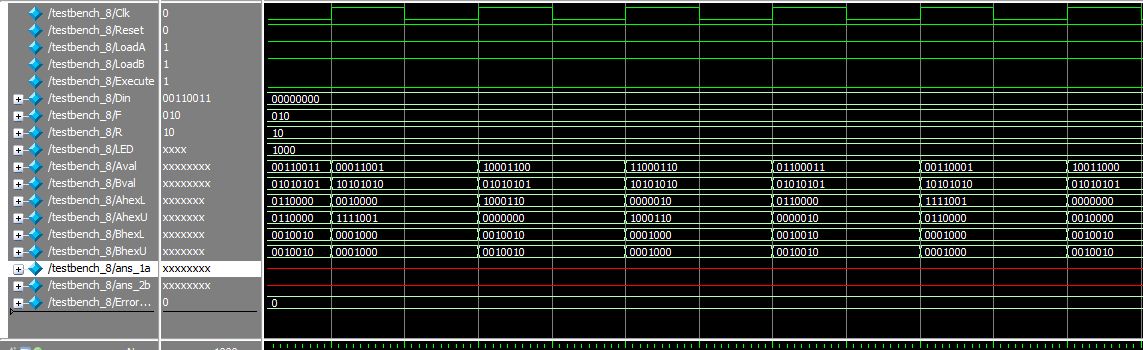 /testbench_8/Clk 0
/testbench_8/Reset 0
/testbench_8/LoadA 1
/testbench_8/LoadB 1
/testbench_8/Execute 1
/testbench_8/Din 00110011 00000000
/testbench_8/F 010 010
/testbench_8/R 10 10
/testbench_8/LED xxxx 1000
/testbench_8/Aval xxxxxxxx 00110011 00011001 10001100 11000110 01100011 00110001 10011000
/testbench_8/Bval xxxxxxxx 01010101 10101010 01010101 10101010 01010101 10101010 01010101
/testbench_8/AhexL xxxxxxx 0110000 0010000 1000110 0000010 0110000 1111001 0000000
/testbench_8/AhexU xxxxxxx 0110000 1111001 0000000 1000110 0000010 0110000 0010000
/testbench_8/BhexL xxxxxxx 0010010 0001000 0010010 0001000 0010010 0001000 0010010
/testbench_8/BhexU xxxxxxx 0010010 0001000 0010010 0001000 0010010 0001000 0010010
/testbench_8/ans_1a xxxxxxxx
/testbench_8/ans_2b xxxxxxxx
/testbench_8/Error... 0 0